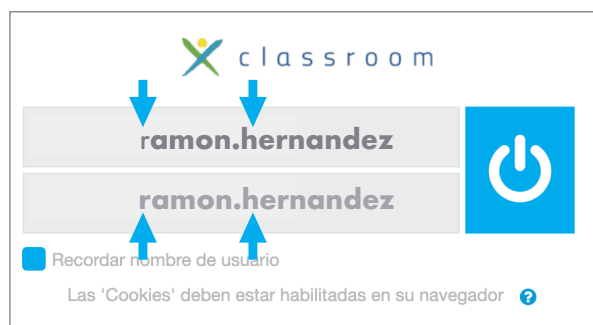 classroom
ramon.hernandez
ramon.hernandez
Recordar nombre de usuario
Las 'Cookies' deben estar habilitadas en su navegador ?